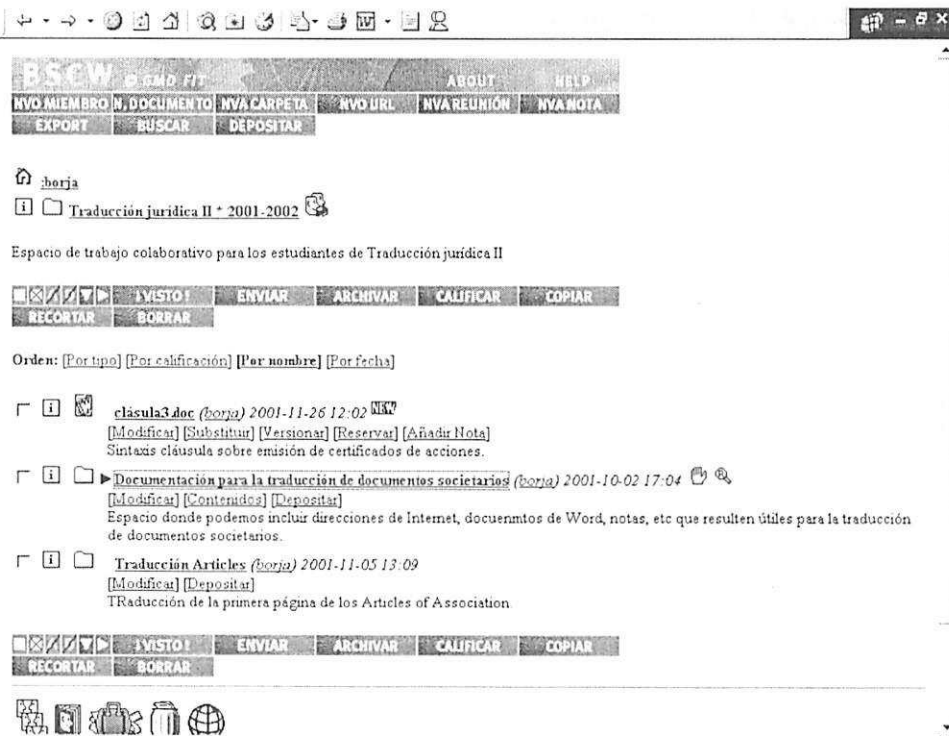 BSCW @ GMD FIT ABOUT HELP
NVO MIEMBRO N. DOCUMENTO NVA CARPETA NVO URL NVA REUNIÓN NVA NOTA
EXPORT BUSCAR DEPOSITAR
:borja
Traducción jurídica II * 2001-2002
Espacio de trabajo colaborativo para los estudiantes de Traducción jurídica II
¡VISTO! ENVIAR ARCHIVAR CALIFICAR COPIAR
RECORTAR BORRAR
Orden: [Por tipo] [Por calificación] [Por nombre] [Por fecha]
clásula3.doc (borja) 2001-11-26 12:02 NEW
[Modificar] [Substituir] [Versionar] [Reservar] [Añadir Nota]
Sintaxis cláusula sobre emisión de certificados de acciones.
Documentación para la traducción de documentos societarios (borja) 2001-10-02 17:04
[Modificar] [Contenidos] [Depositar]
Espacio donde podemos incluir direcciones de Internet, docuenmtos de Word, notas, etc que resulten útiles para la traducción
de documentos societarios.
Traducción Articles (borja) 2001-11-05 13:09
[Modificar] [Depositar]
TRaducción de la primera página de los Articles of Association
¡VISTO! ENVIAR ARCHIVAR CALIFICAR COPIAR
RECORTAR BORRAR